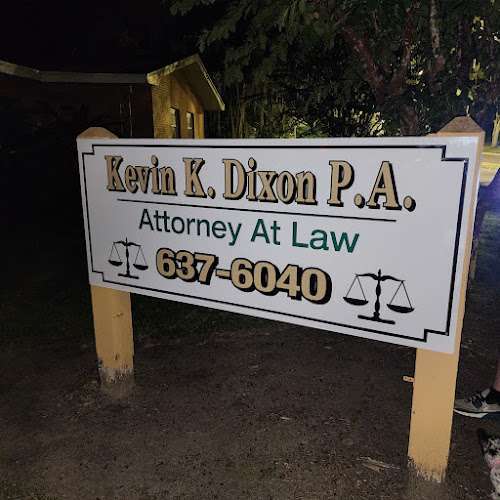 Kevin K. Dixon P.A.
Attorney At Law
637-6040